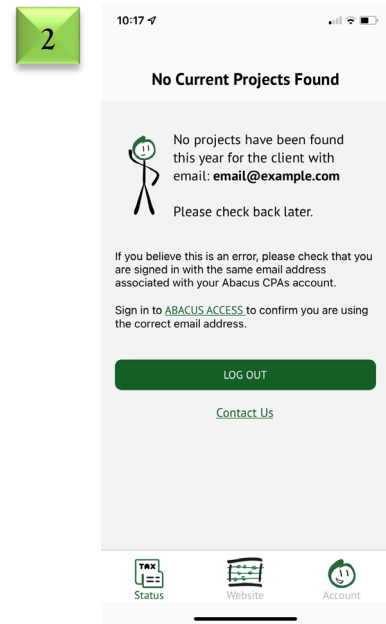 2
10:17
No Current Projects Found
No projects have been found
this year for the client with
email: email@example.com
Please check back later.
If you believe this is an error, please check that you
are signed in with the same email address
associated with your Abacus CPAs account.
Sign in to ABACUS ACCESS to confirm you are using
the correct email address.
LOG OUT
Contact Us
TAX
Status Website Account